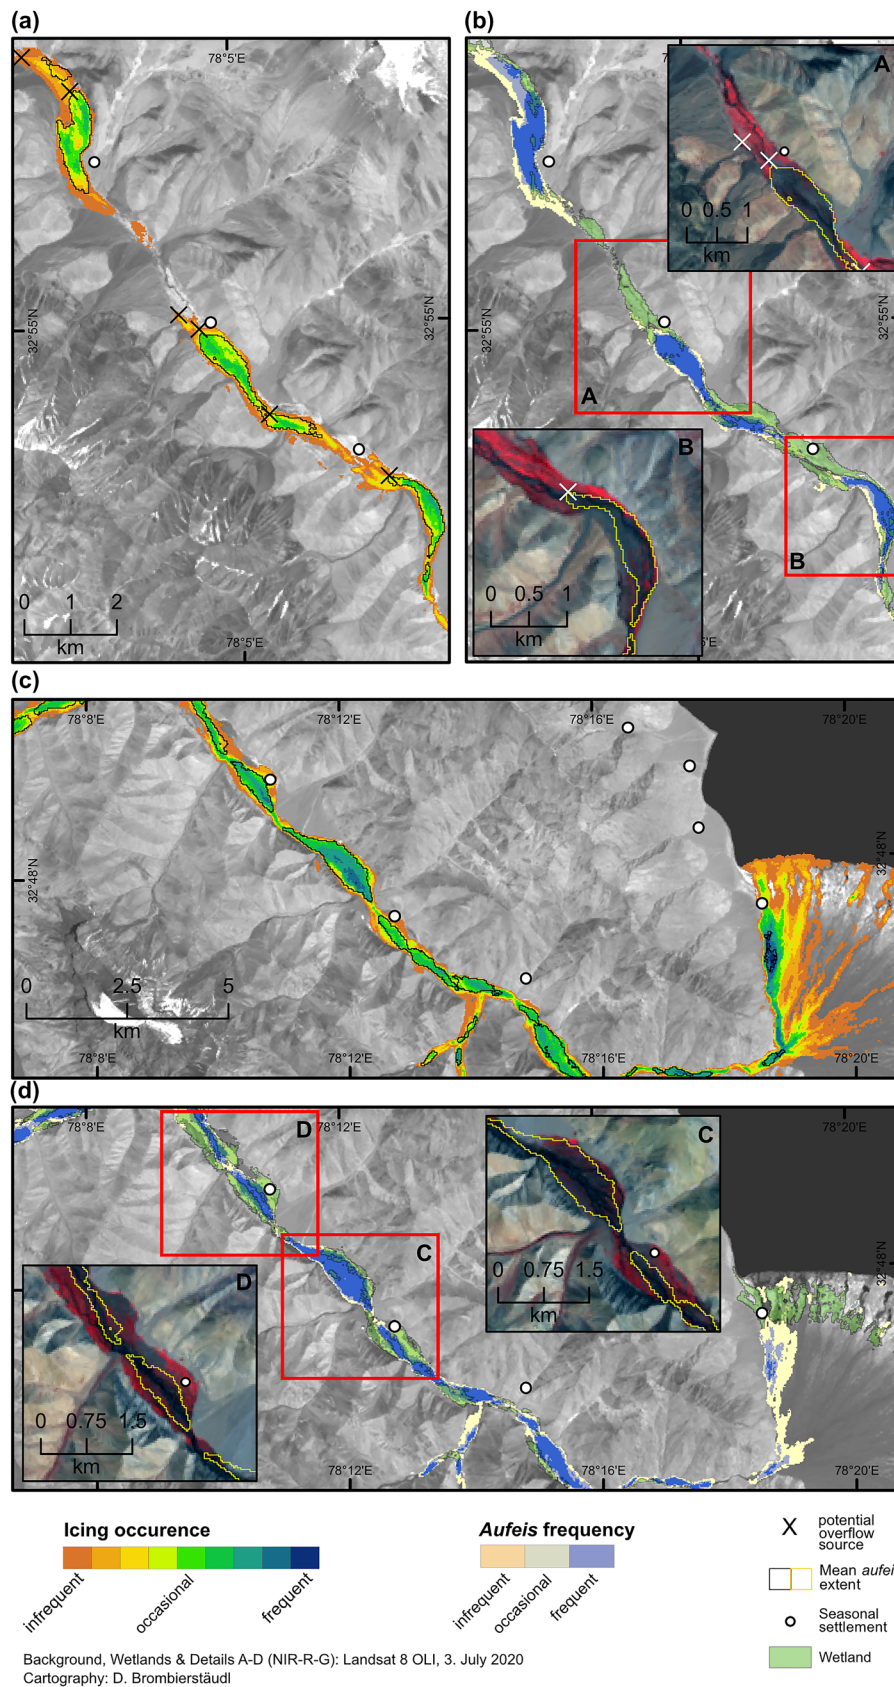 (a)
(b)
78°5'E
7
A
0 0.5 1
km
32°55'N
32°55'N
32°55'N
A
B
B
0 1 2
km
0 0.5 1
km
78°5'E
5'E
(c)
78°8'E
78°12'E
78°16'E
78°20'E
32°48'N
32°48'N
0 2.5 5
km
78°8'E
78°12'E
78°16'E
78°20'E
(d)
78°8'E
78°12'E
78°20'E
D
C
C
D
0 0.75 1.5
km
0 0.75 1.5
km
32°48'N
78°12'E
78°16'E
78°20'E
Icing occurence
infrequent
occasional
frequent
Aufeis frequency
infrequent
occasional
frequent
X potential
overflow
source
Mean aufeis
extent
Seasonal
settlement
Wetland
Background, Wetlands & Details A-D (NIR-R-G): Landsat 8 OLI, 3. July 2020
Cartography: D. Brombierstäudl